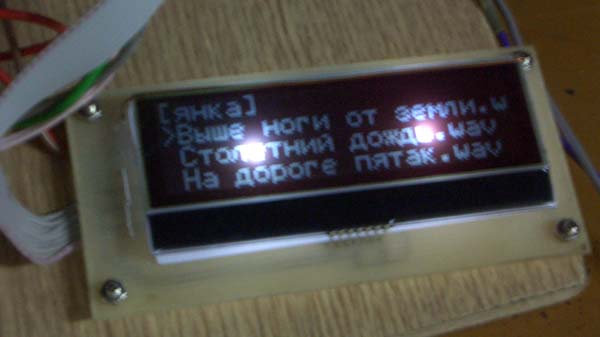 [янка]
>Выше ноги от земли.w
Столетний дождь.wav
На дороге пятак.wav